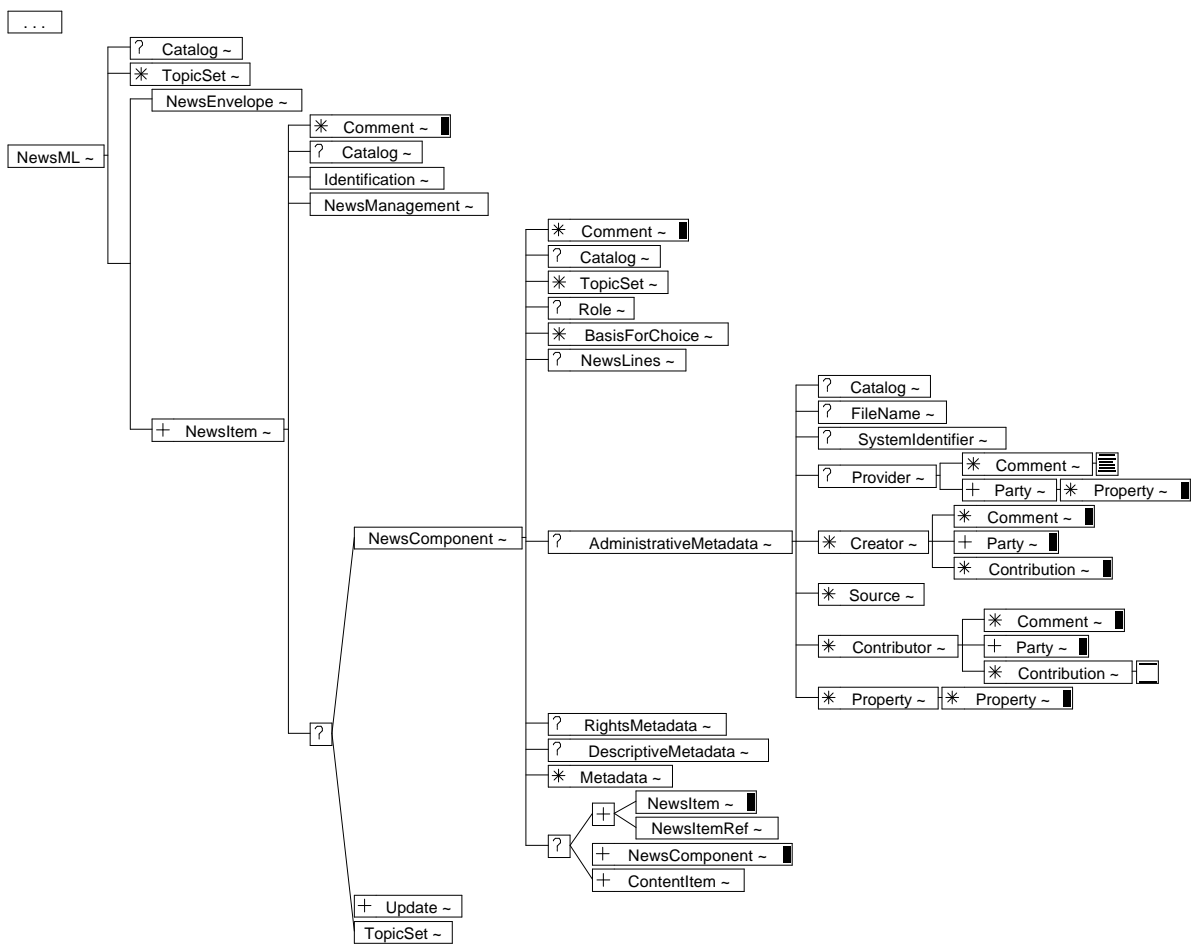 ...
? Catalog ~
* TopicSet ~
NewsEnvelope ~
* Comment ~
NewsML ~
? Catalog ~
Identification ~
NewsManagement ~
* Comment ~
? Catalog ~
* TopicSet ~
? Role ~
* BasisForChoice ~
? NewsLines ~
? Catalog ~
? FileName ~
+ NewsItem ~
? SystemIdentifier ~
* Comment ~
? Provider ~
+ Party ~ * Property ~
* Comment ~
NewsComponent ~
? AdministrativeMetadata ~
* Creator ~
+ Party ~
* Contribution ~
* Source ~
* Comment ~
* Contributor ~
+ Party ~
* Contribution ~
* Property ~ * Property ~
? RightsMetadata ~
?
? DescriptiveMetadata ~
* Metadata ~
NewsItem ~
+
NewsItemRef ~
?
+ NewsComponent ~
+ ContentItem ~
+ Update ~
TopicSet ~